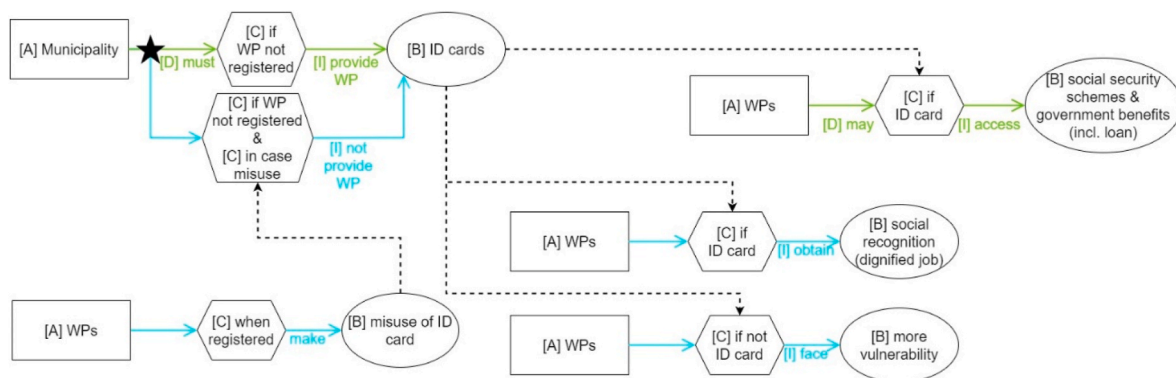 [A] Municipality
[D] must
[C] if
WP not
registered
[I] provide
WP
[B] ID cards
[C] if WP
not registered
&
[C] in case
misuse
[I] not
provide
WP
[A] WPs
[D] may
[C] if
ID card
[I] access
[B] social security
schemes &
government benefits
(incl. loan)
[A] WPs
[C] if
ID card
[I] obtain
[B] social
recognition
(dignified job)
[A] WPs
[C] when
registered
make
[B] misuse of ID
card
[A] WPs
[C] if not
ID card
[I] face
[B] more
vulnerability